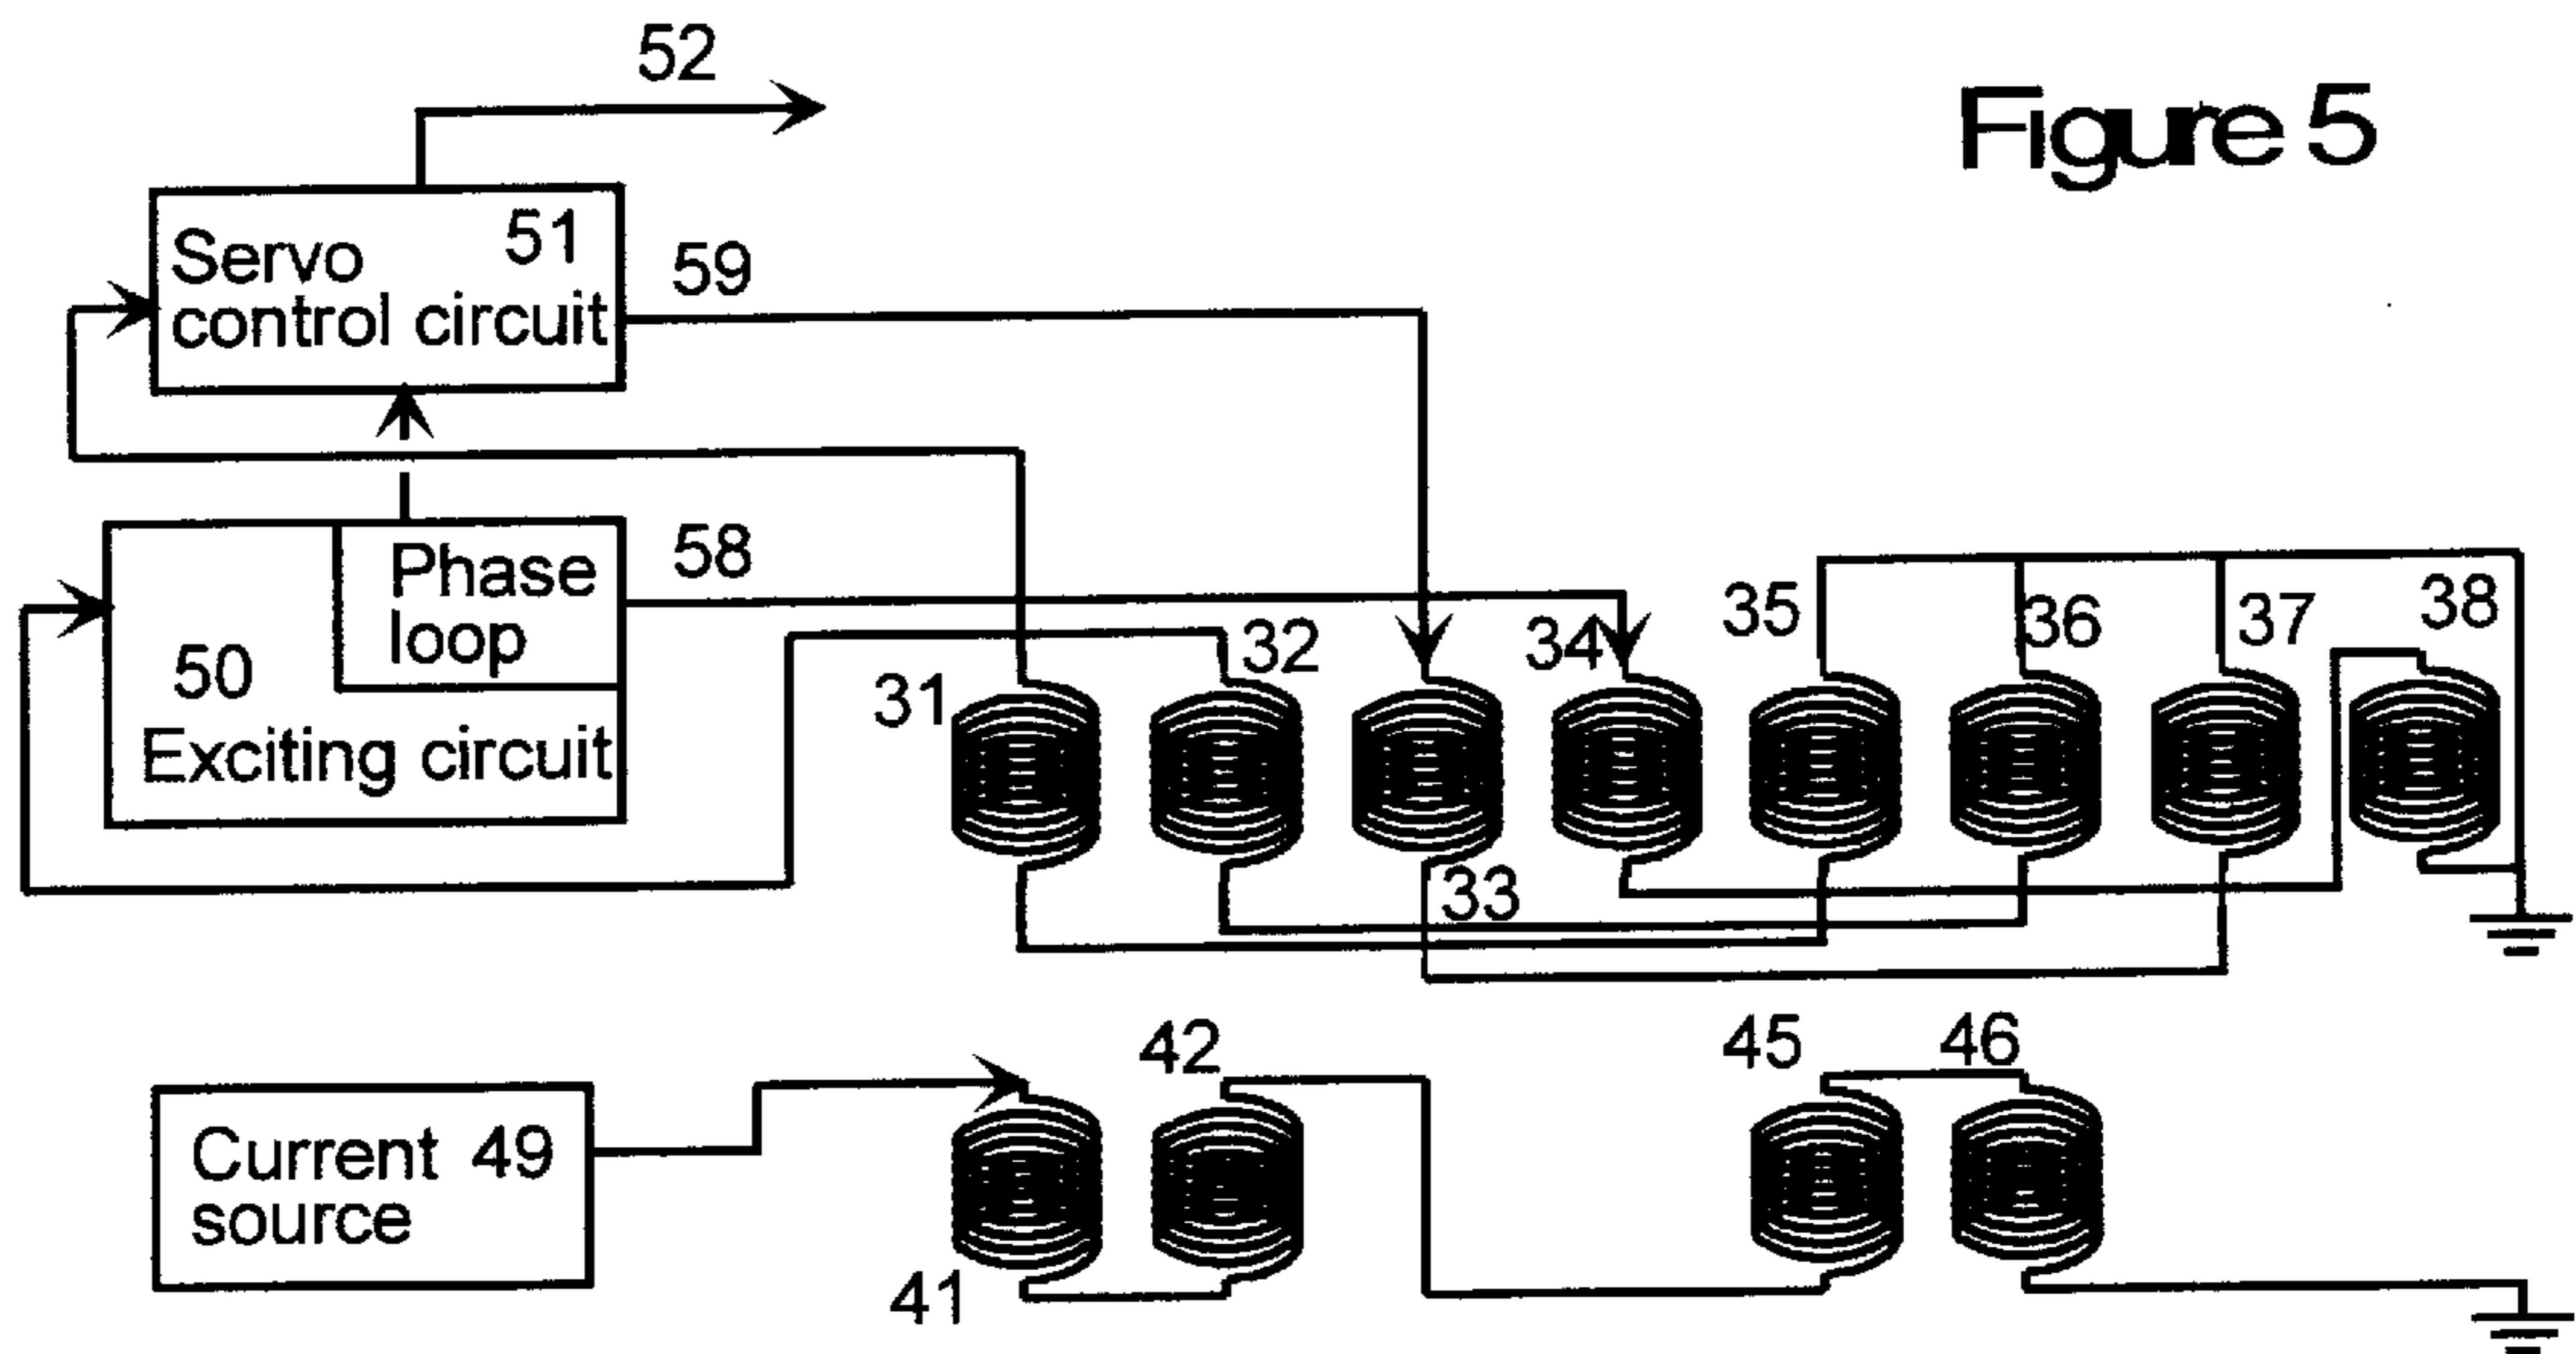 52
Figure 5
Servo 51
control circuit
59
Phase
loop
58
50
Exciting circuit
31
32
33
34
35
36
37
38
Current 49
source
41
42
45
46